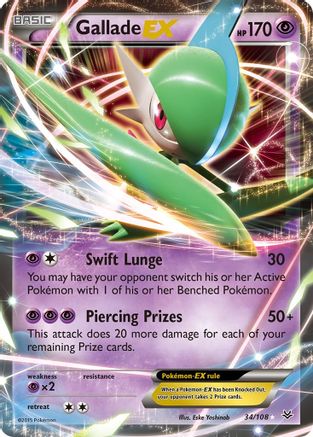 BASIC
Gallade EX HP 170
Swift Lunge 30
You may have your opponent switch his or her Active
Pokémon with 1 of his or her Benched Pokémon.
Piercing Prizes 50+
This attack does 20 more damage for each of your
remaining Prize cards.
weakness resistance
×2
Pokémon-EX rule
When a Pokémon-EX has been Knocked Out,
your opponent takes 2 Prize cards.
retreat
©2015 Pokémon
Illus. Eske Yoshinob
34/108